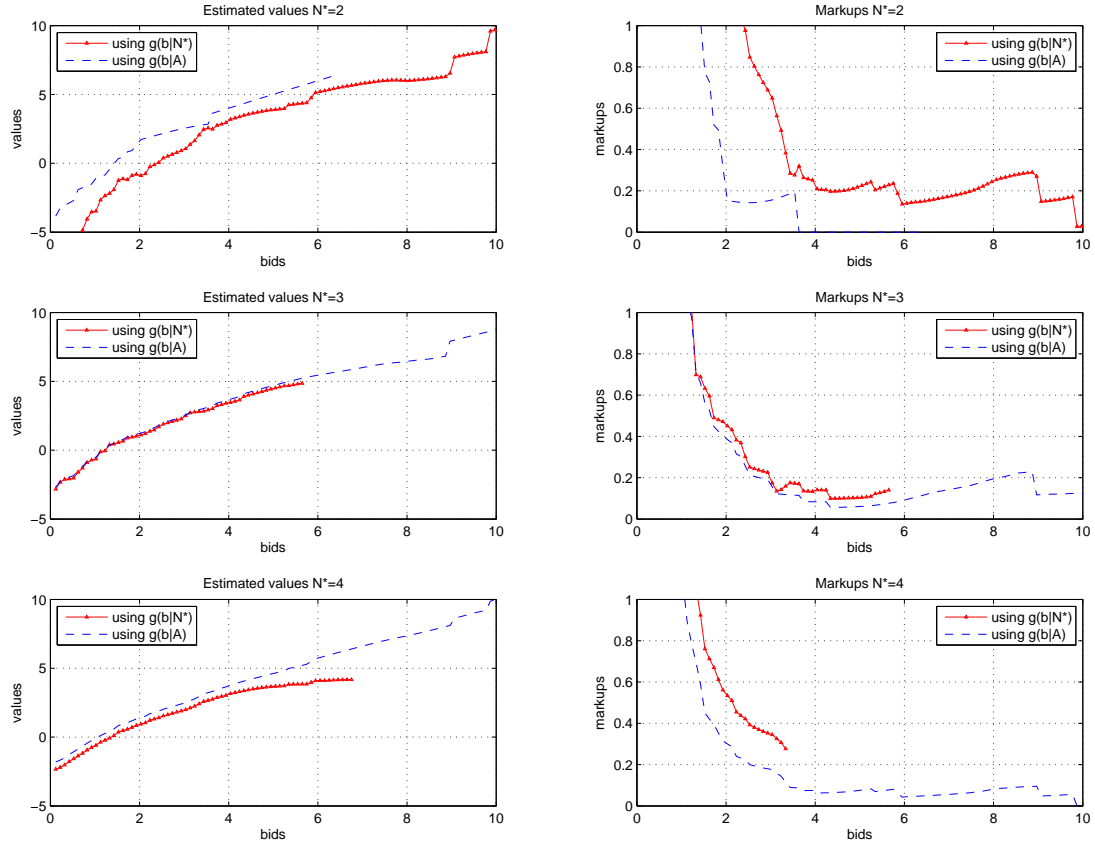 Estimated values N*=2
10
5
0
−5
0
2
4
6
8
10
values
bids
using g(b|N*)
using g(b|A)
Markups N*=2
1
0.8
0.6
0.4
0.2
0
0
2
4
6
8
10
markups
bids
using g(b|N*)
using g(b|A)
Estimated values N*=3
10
5
0
−5
0
2
4
6
8
10
values
bids
using g(b|N*)
using g(b|A)
Markups N*=3
1
0.8
0.6
0.4
0.2
0
0
2
4
6
8
10
markups
bids
using g(b|N*)
using g(b|A)
Estimated values N*=4
10
5
0
−5
0
2
4
6
8
10
values
bids
using g(b|N*)
using g(b|A)
Markups N*=4
1
0.8
0.6
0.4
0.2
0
0
2
4
6
8
10
markups
bids
using g(b|N*)
using g(b|A)